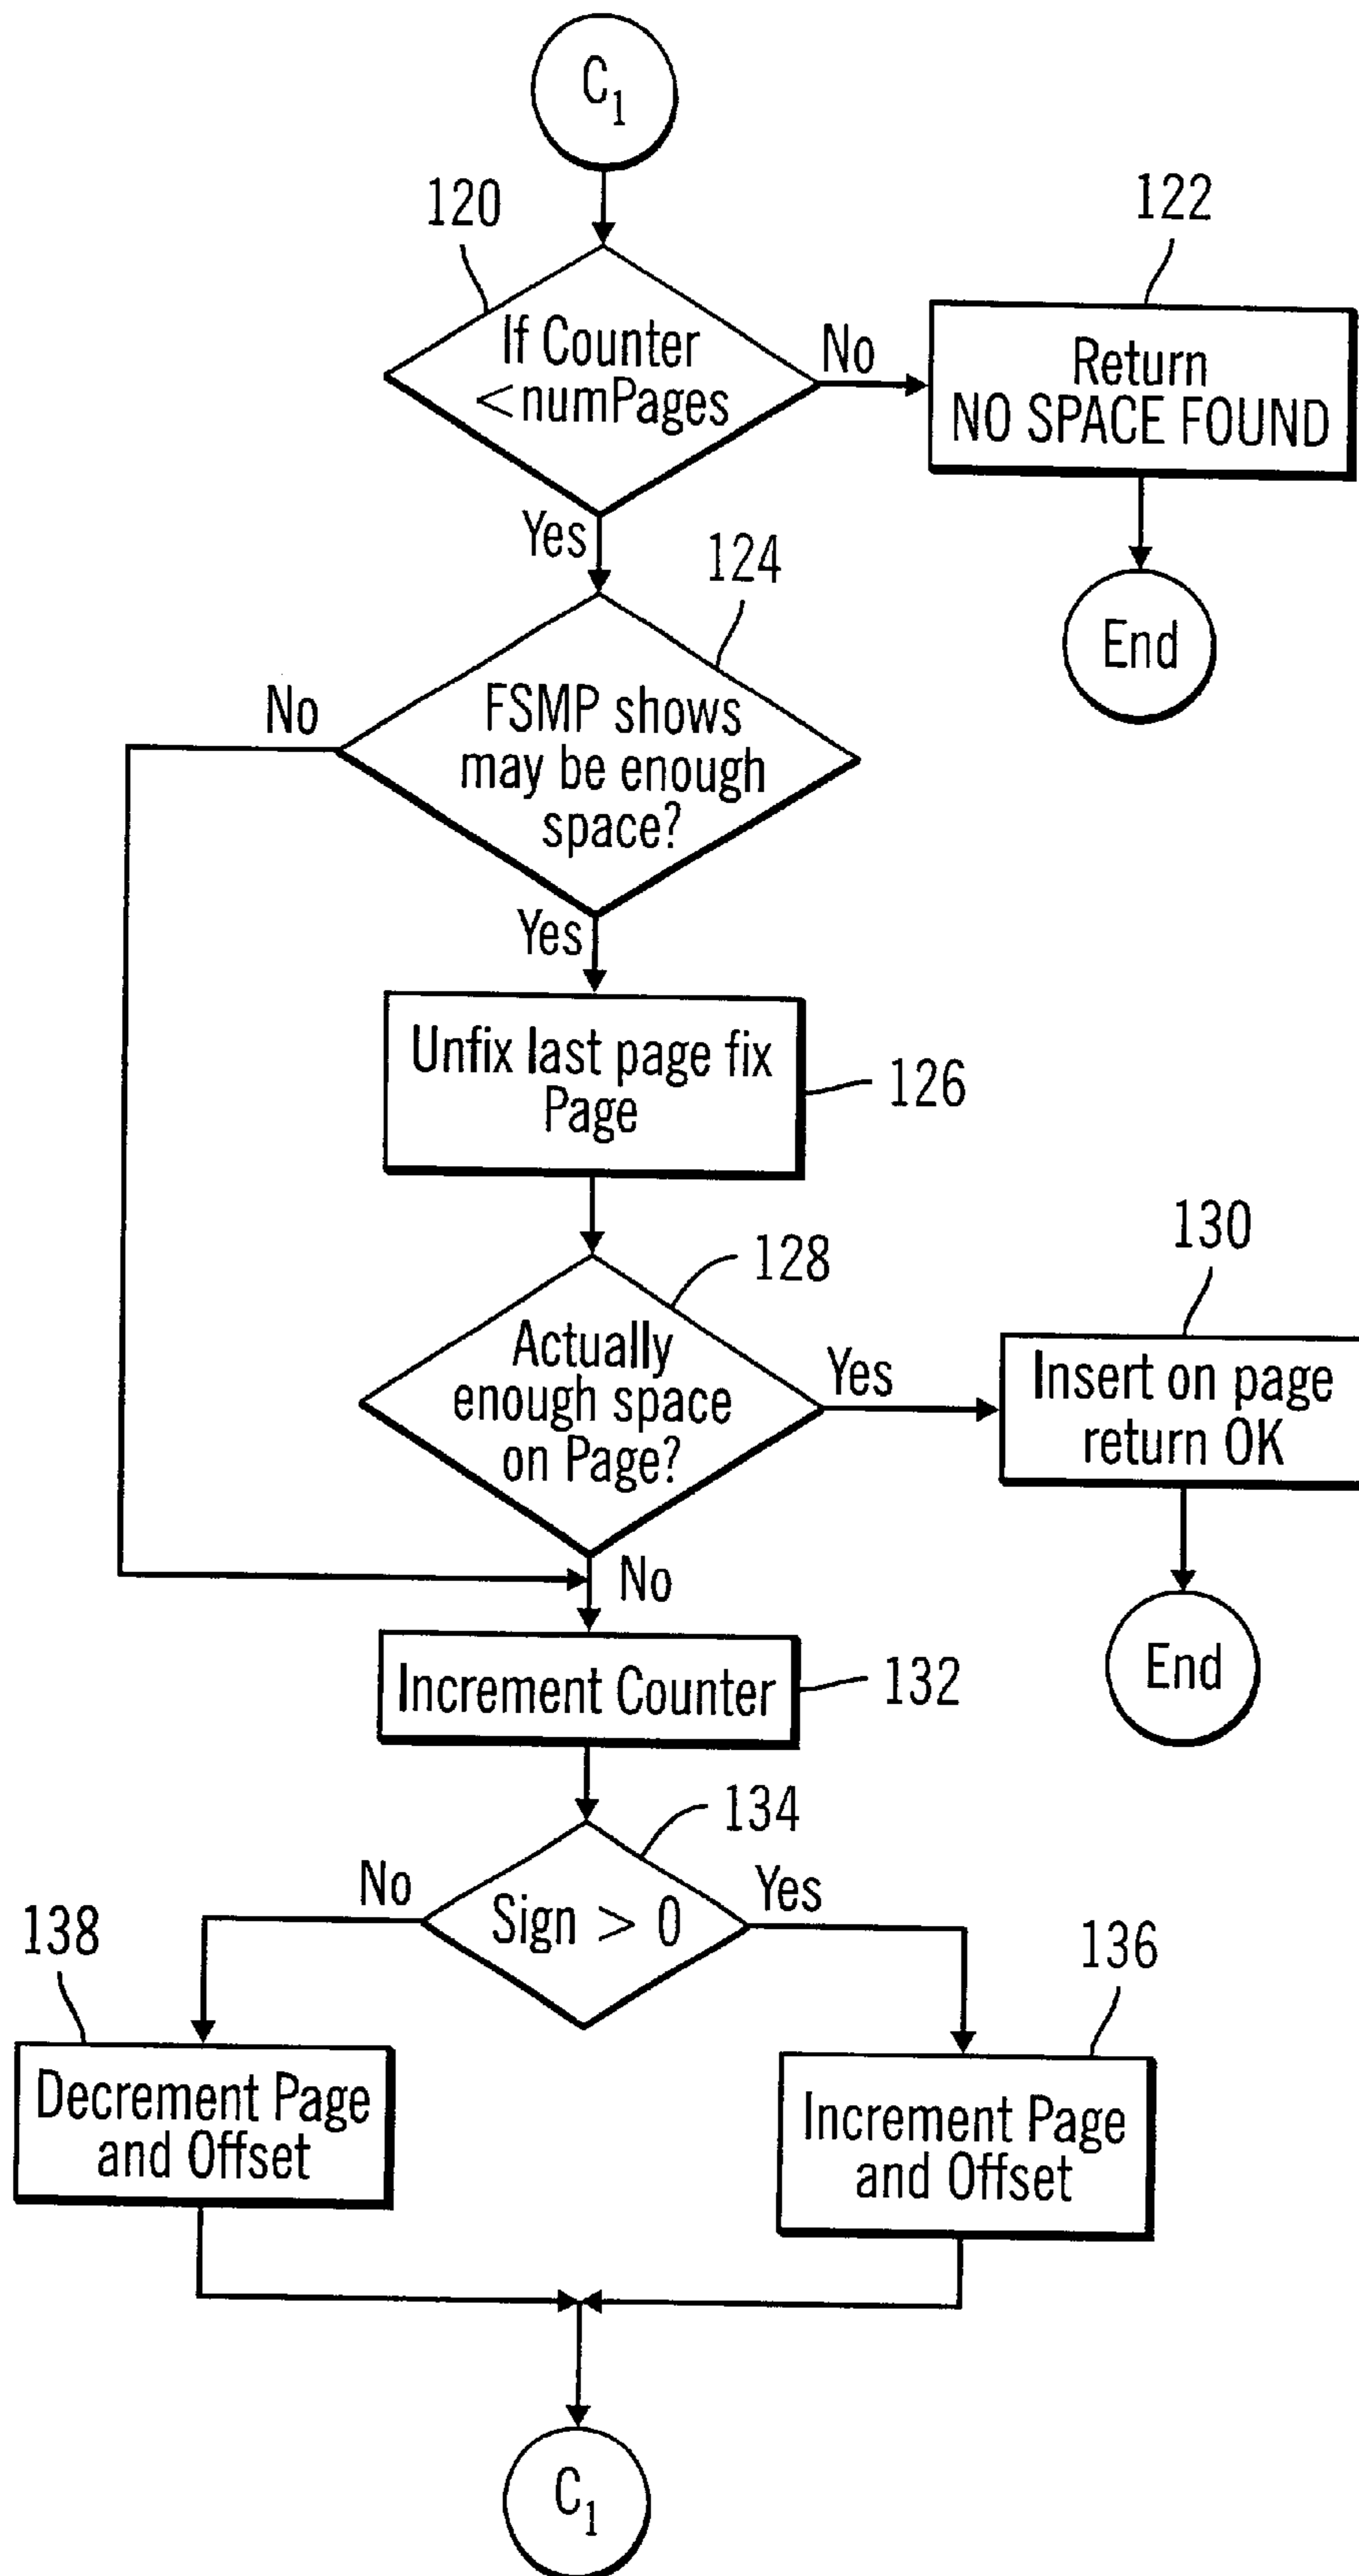 C1
120
122
If Counter
<numPages
No
Return
NO SPACE FOUND
Yes
124
End
No
FSMP shows
may be enough
space?
Yes
Unfix last page fix
Page
126
128
130
Actually
enough space
on Page?
Yes
Insert on page
return OK
No
Increment Counter
132
End
134
No
Sign > 0
Yes
138
136
Decrement Page
and Offset
Increment Page
and Offset
C1